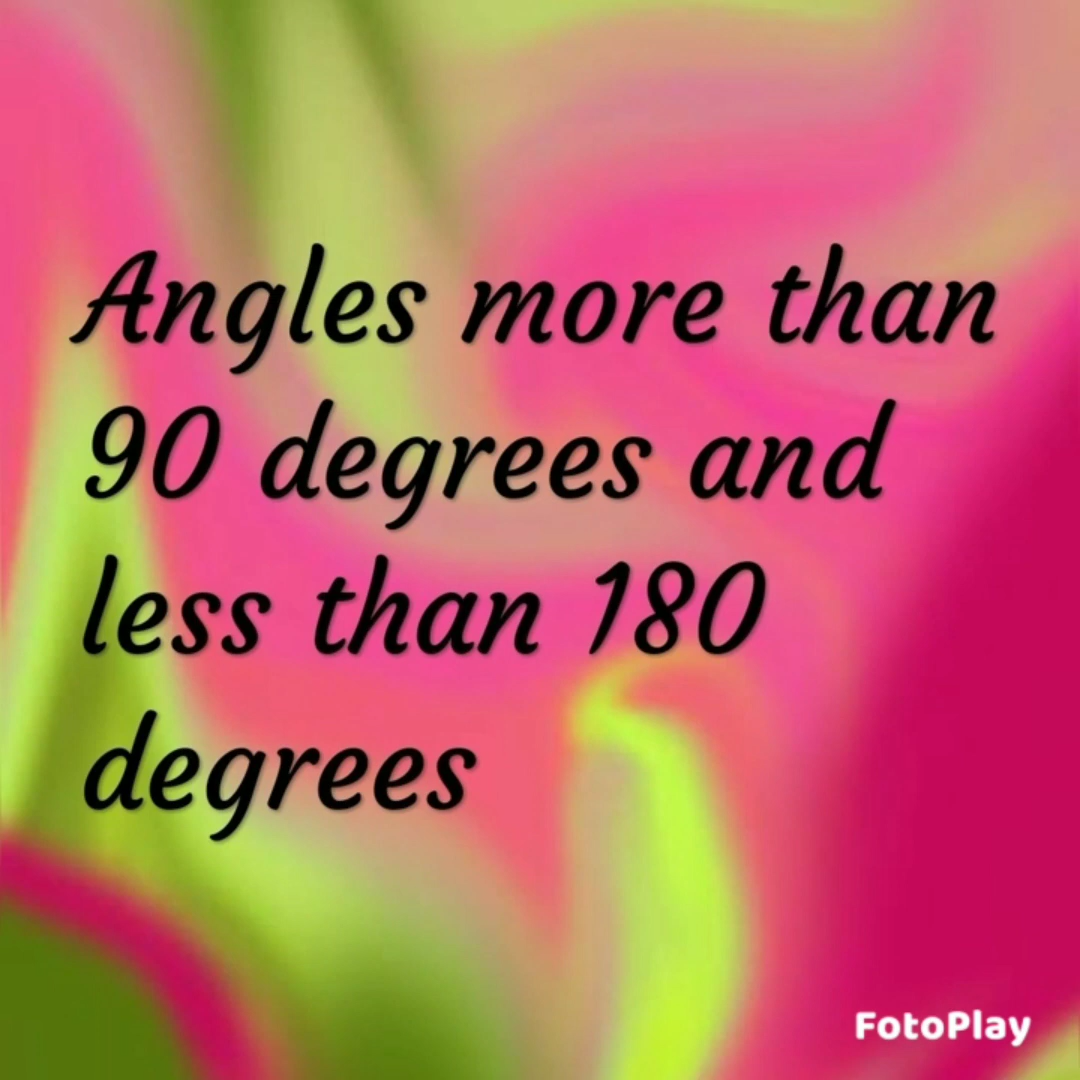 Angles more than
90 degrees and
less than 180
degrees
FotoPlay